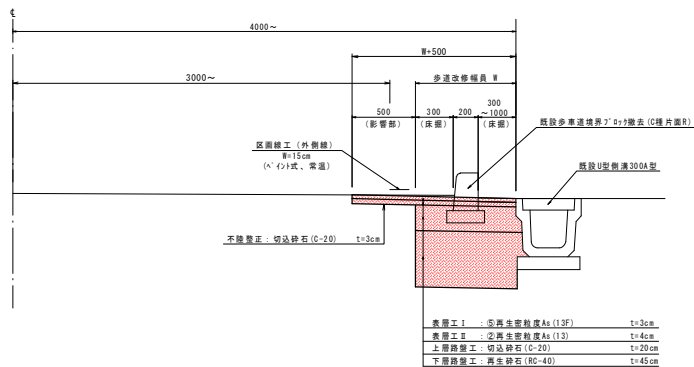 ℄
4000～
W+500
3000～
歩道改修幅員 W
500
(影響部)
300
(床掘)
200
300
～1000
(床掘)
既設歩車道境界ﾌﾞﾛｯｸ撤去(C種片面R)
区画線工(外側線)
W=15cm
(ﾍﾟｲﾝﾄ式、常温)
既設U型側溝300A型
不陸整正：切込砕石(C-20) t=3cm
表層工Ⅰ ：⑤再生密粒度As(13F) t=3cm
表層工Ⅱ ：②再生密粒度As(13) t=4cm
上層路盤工：切込砕石(C-20) t=20cm
下層路盤工：再生砕石(RC-40) t=45cm